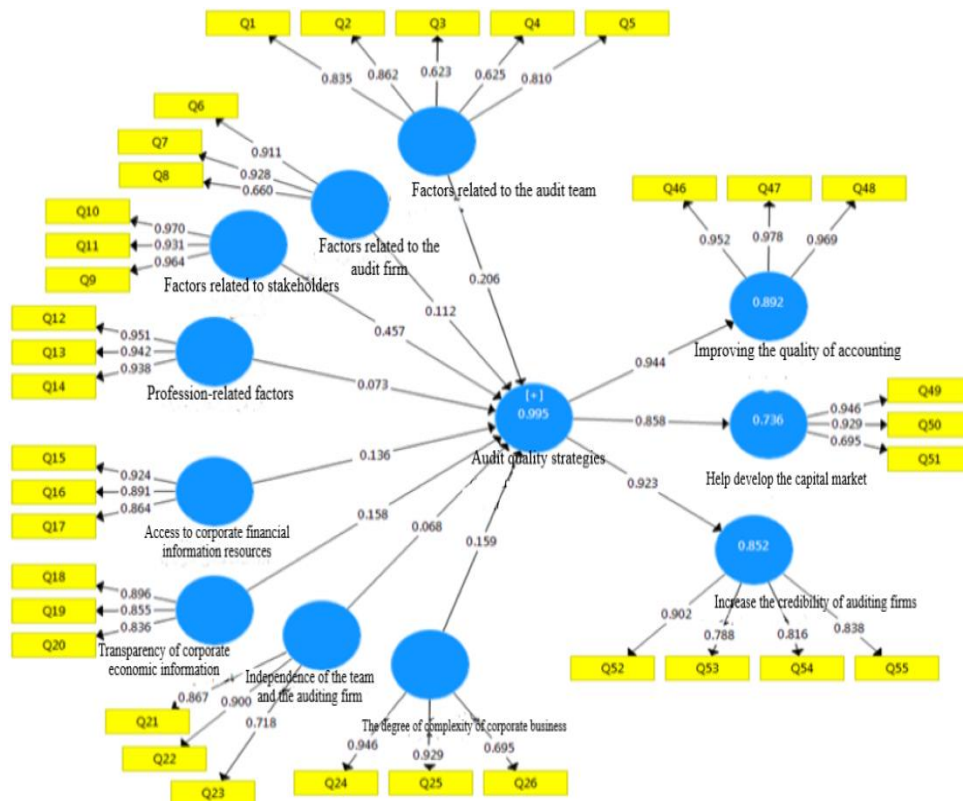 Q1 Q2 Q3 Q4 Q5
0.835 0.862 0.623 0.625 0.810
Factors related to the audit team
0.206
Q6
Q7
Q8
0.911
0.928
0.660
Factors related to the
audit firm
0.112
Q10
Q11
Q9
0.970
0.931
0.964
Factors related to stakeholders
0.457
Q12
Q13
Q14
0.951
0.942
0.938
Profession-related factors
0.073
Q15
Q16
Q17
0.924
0.891
0.864
Access to corporate financial
information resources
0.136
Q18
Q19
Q20
0.896
0.855
0.836
Transparency of corporate
economic information
0.158
Q21
Q22
Q23
0.867
0.900
0.718
Independence of the team
and the auditing firm
0.068
The degree of complexity of corporate business
0.946 0.929 0.695
Q24 Q25 Q26
0.159
[+]
0.995
Audit quality strategies
0.944
0.858
0.923
Q46 Q47 Q48
0.952 0.978 0.969
0.892
Improving the quality of accounting
0.736
Help develop the capital market
0.946
0.929
0.695
Q49
Q50
Q51
0.852
Increase the credibility of auditing firms
0.902 0.788 0.816 0.838
Q52 Q53 Q54 Q55